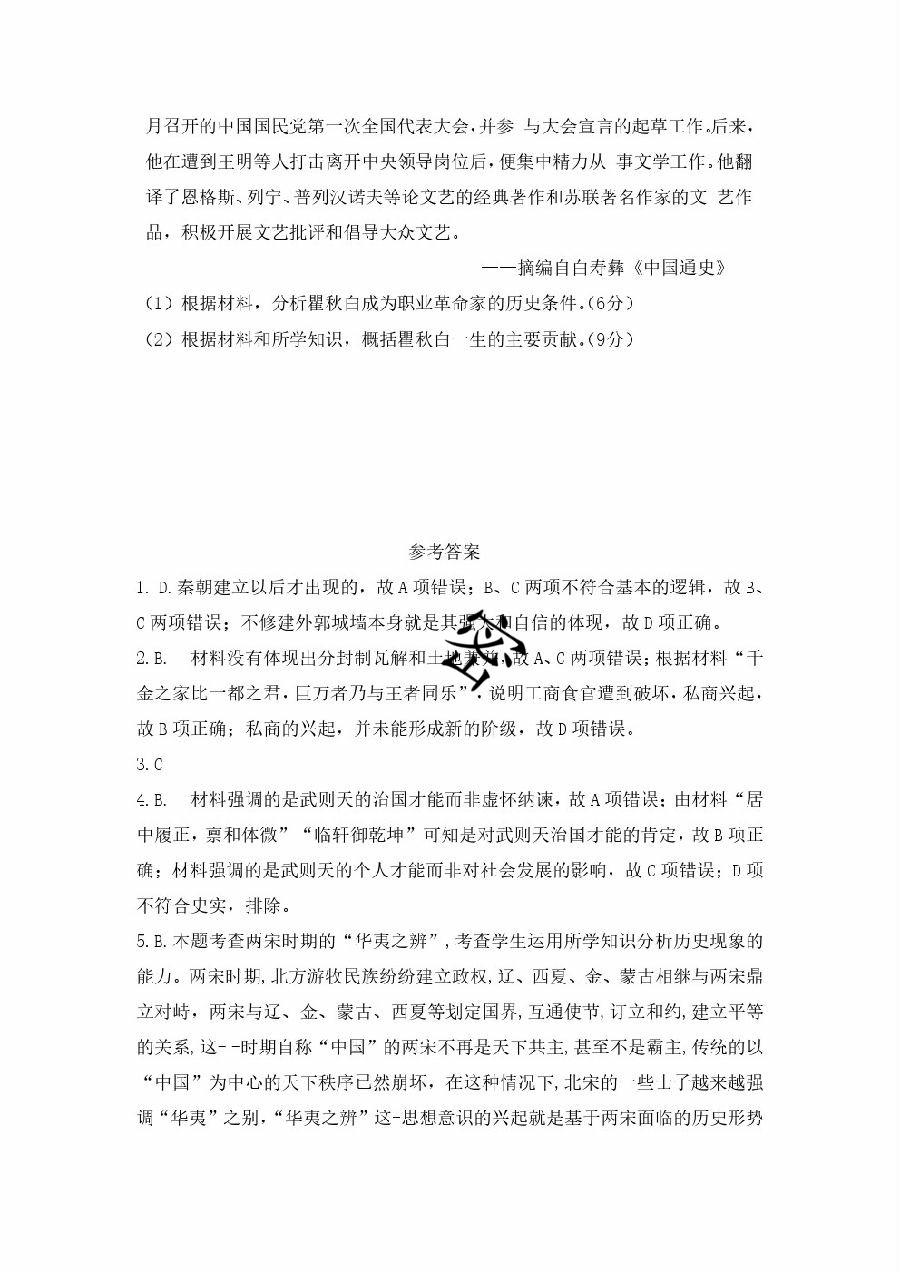 月召开的中国国民党第一次全国代表大会,并参 与大会宣言的起草工作。后来,
他在遭到王明等人打击离开中央领导岗位后,便集中精力从 事文学工作。他翻
译了恩格斯、列宁、普列汉诺夫等论文艺的经典著作和苏联著名作家的文 艺作
品,积极开展文艺批评和倡导大众文艺。
——摘编自白寿彝《中国通史》
(1)根据材料,分析瞿秋白成为职业革命家的历史条件.(6分)
(2)根据材料和所学知识,概括瞿秋白一生的主要贡献.(9分)
参考答案
1. D.秦朝建立以后才出现的,故A项错误;B、C两项不符合基本的逻辑,故B、
C两项错误;不修建外郭城墙本身就是其强大和自信的体现,故D项正确。
2.B. 材料没有体现出分封制瓦解和土地兼并,故A、C两项错误;根据材料“千
金之家比一都之君,巨万者乃与王者同乐”,说明工商食官遭到破坏,私商兴起,
故B项正确;私商的兴起,并未能形成新的阶级,故D项错误。
3.C
4.B. 材料强调的是武则天的治国才能而非虚怀纳谏,故A项错误;由材料“居
中履正,禀和体微”“临轩御乾坤”可知是对武则天治国才能的肯定,故B项正
确;材料强调的是武则天的个人才能而非对社会发展的影响,故C项错误;D项
不符合史实,排除。
5.B.本题考查两宋时期的“华夷之辨”,考查学生运用所学知识分析历史现象的
能力。两宋时期,北方游牧民族纷纷建立政权,辽、西夏、金、蒙古相继与两宋鼎
立对峙,两宋与辽、金、蒙古、西夏等划定国界,互通使节,订立和约,建立平等
的关系,这--时期自称“中国”的两宋不再是天下共主,甚至不是霸主,传统的以
“中国”为中心的天下秩序已然崩坏,在这种情况下,北宋的一些士子越来越强
调“华夷”之别,“华夷之辨”这-思想意识的兴起就是基于两宋面临的历史形势
密